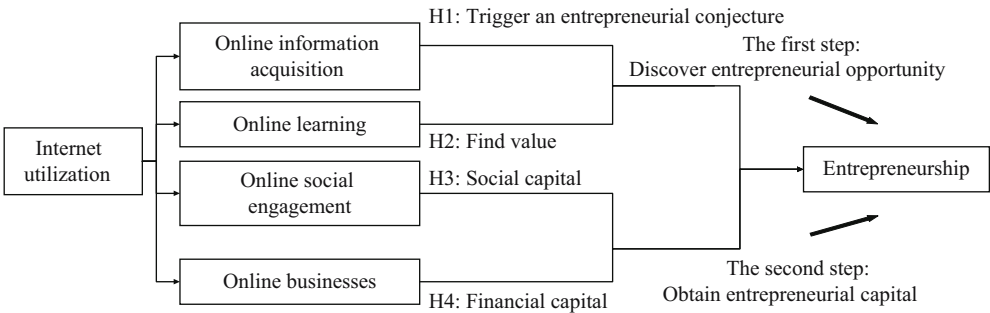 H1: Trigger an entrepreneurial conjecture
Online information
acquisition
The first step:
Discover entrepreneurial opportunity
Online learning
H2: Find value
Internet
utilization
Entrepreneurship
H3: Social capital
Online social
engagement
Online businesses
H4: Financial capital
The second step:
Obtain entrepreneurial capital